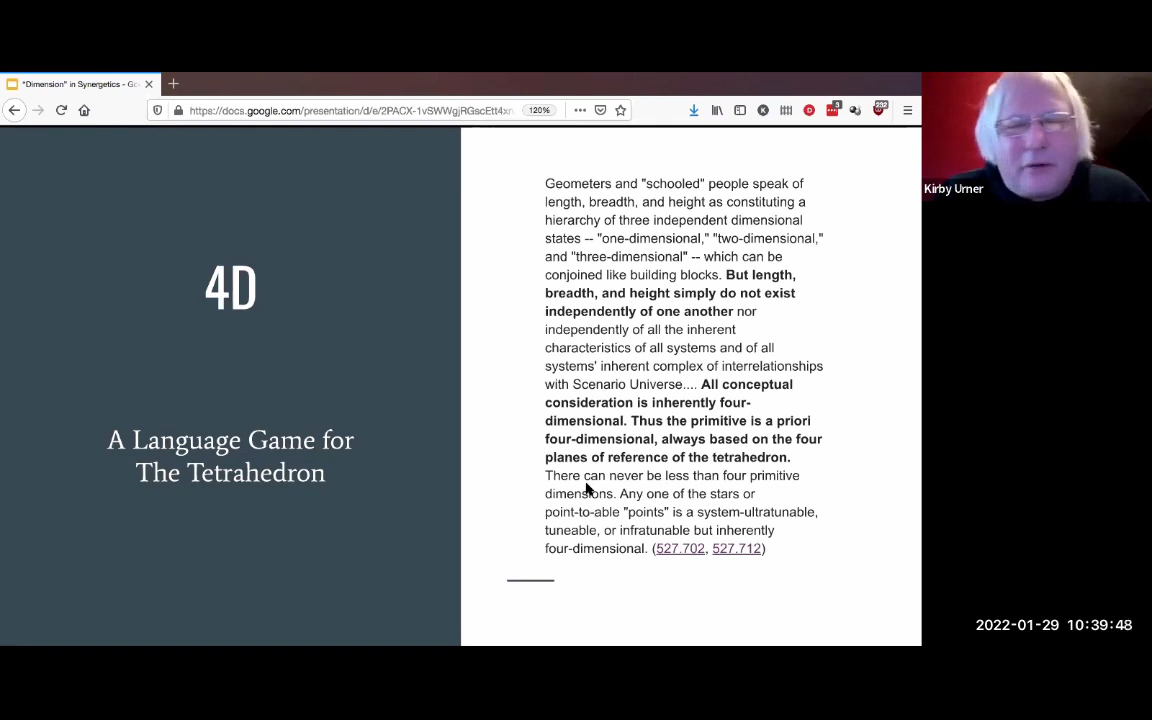 "Dimension" in Synergetics - Go
https://docs.google.com/presentation/d/e/2PACX-1vSWWgjRGscEtt4xr
120%
3
232
Geometers and "schooled" people speak of
length, breadth, and height as constituting a
hierarchy of three independent dimensional
states -- "one-dimensional," "two-dimensional,"
and "three-dimensional" -- which can be
conjoined like building blocks. But length,
breadth, and height simply do not exist
independently of one another nor
independently of all the inherent
characteristics of all systems and of all
systems' inherent complex of interrelationships
with Scenario Universe.... All conceptual
consideration is inherently four-
dimensional. Thus the primitive is a priori
four-dimensional, always based on the four
planes of reference of the tetrahedron.
There can never be less than four primitive
dimensions. Any one of the stars or
point-to-able "points" is a system-ultratunable,
tuneable, or infratunable but inherently
four-dimensional. (527.702, 527.712)
4D
A Language Game for
The Tetrahedron
Kirby Urner
2022-01-29 10:39:48